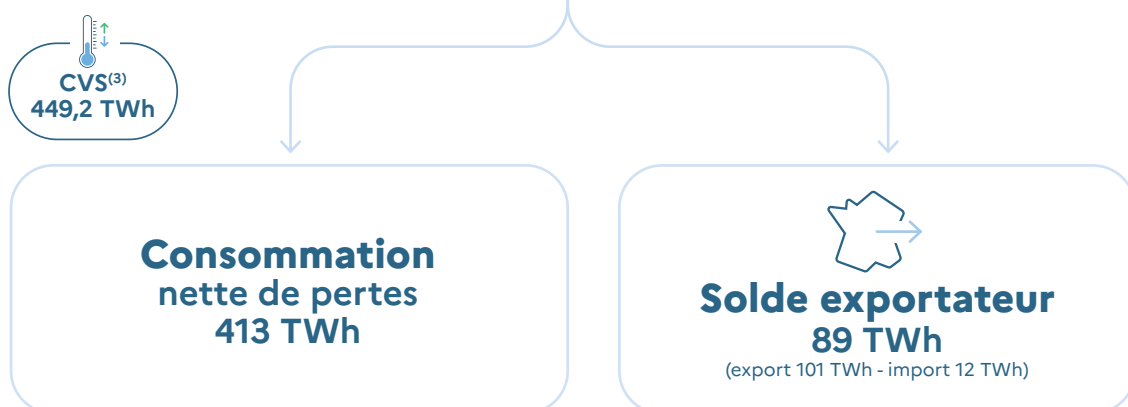 CVS(3)
449,2 TWh
Consommation
nette de pertes
413 TWh
Solde exportateur
89 TWh
(export 101 TWh - import 12 TWh)